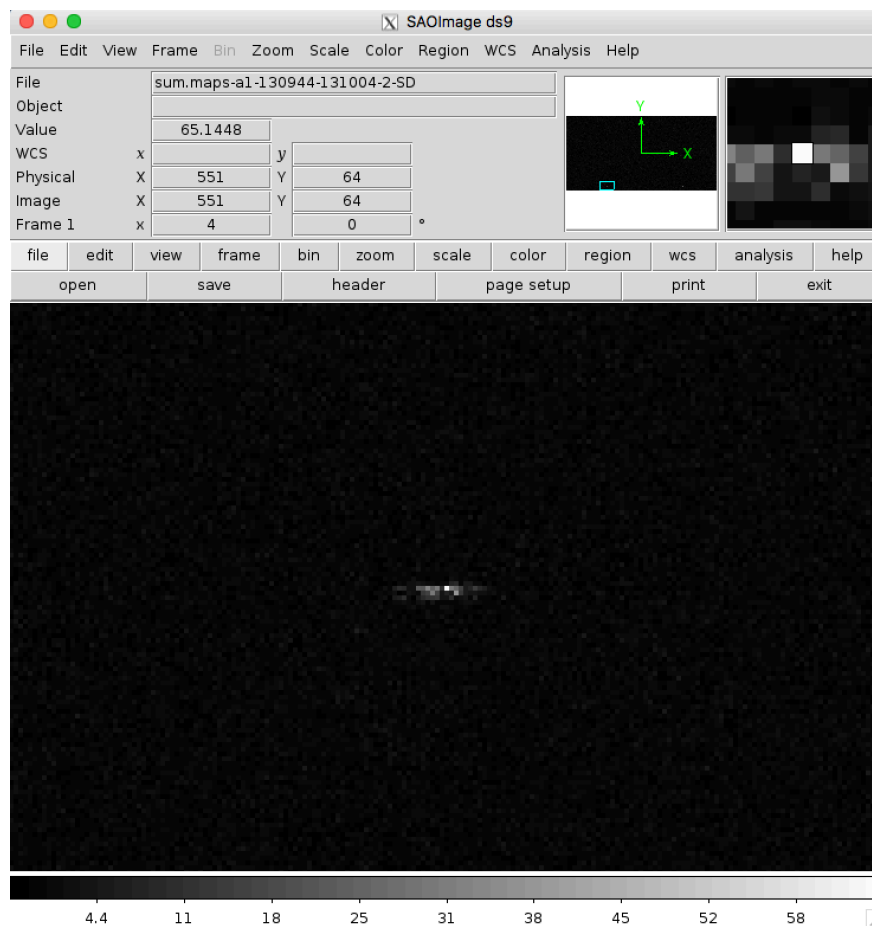 SAOImage ds9
File Edit View Frame Bin Zoom Scale Color Region WCS Analysis Help
File sum.maps-a1-130944-131004-2-SD
Object
Value 65.1448
WCS x y
Physical X 551 Y 64
Image X 551 Y 64
Frame 1 x 4 0 °
Y
X
file edit view frame bin zoom scale color region wcs analysis help
open save header page setup print exit
4.4 11 18 25 31 38 45 52 58